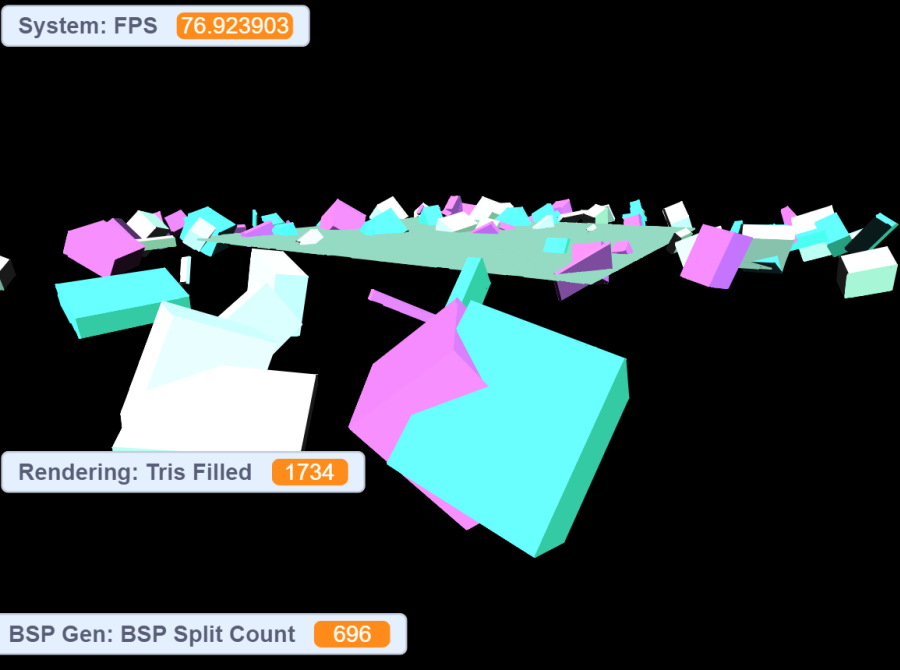 System: FPS 76.923903
Rendering: Tris Filled 1734
BSP Gen: BSP Split Count 696